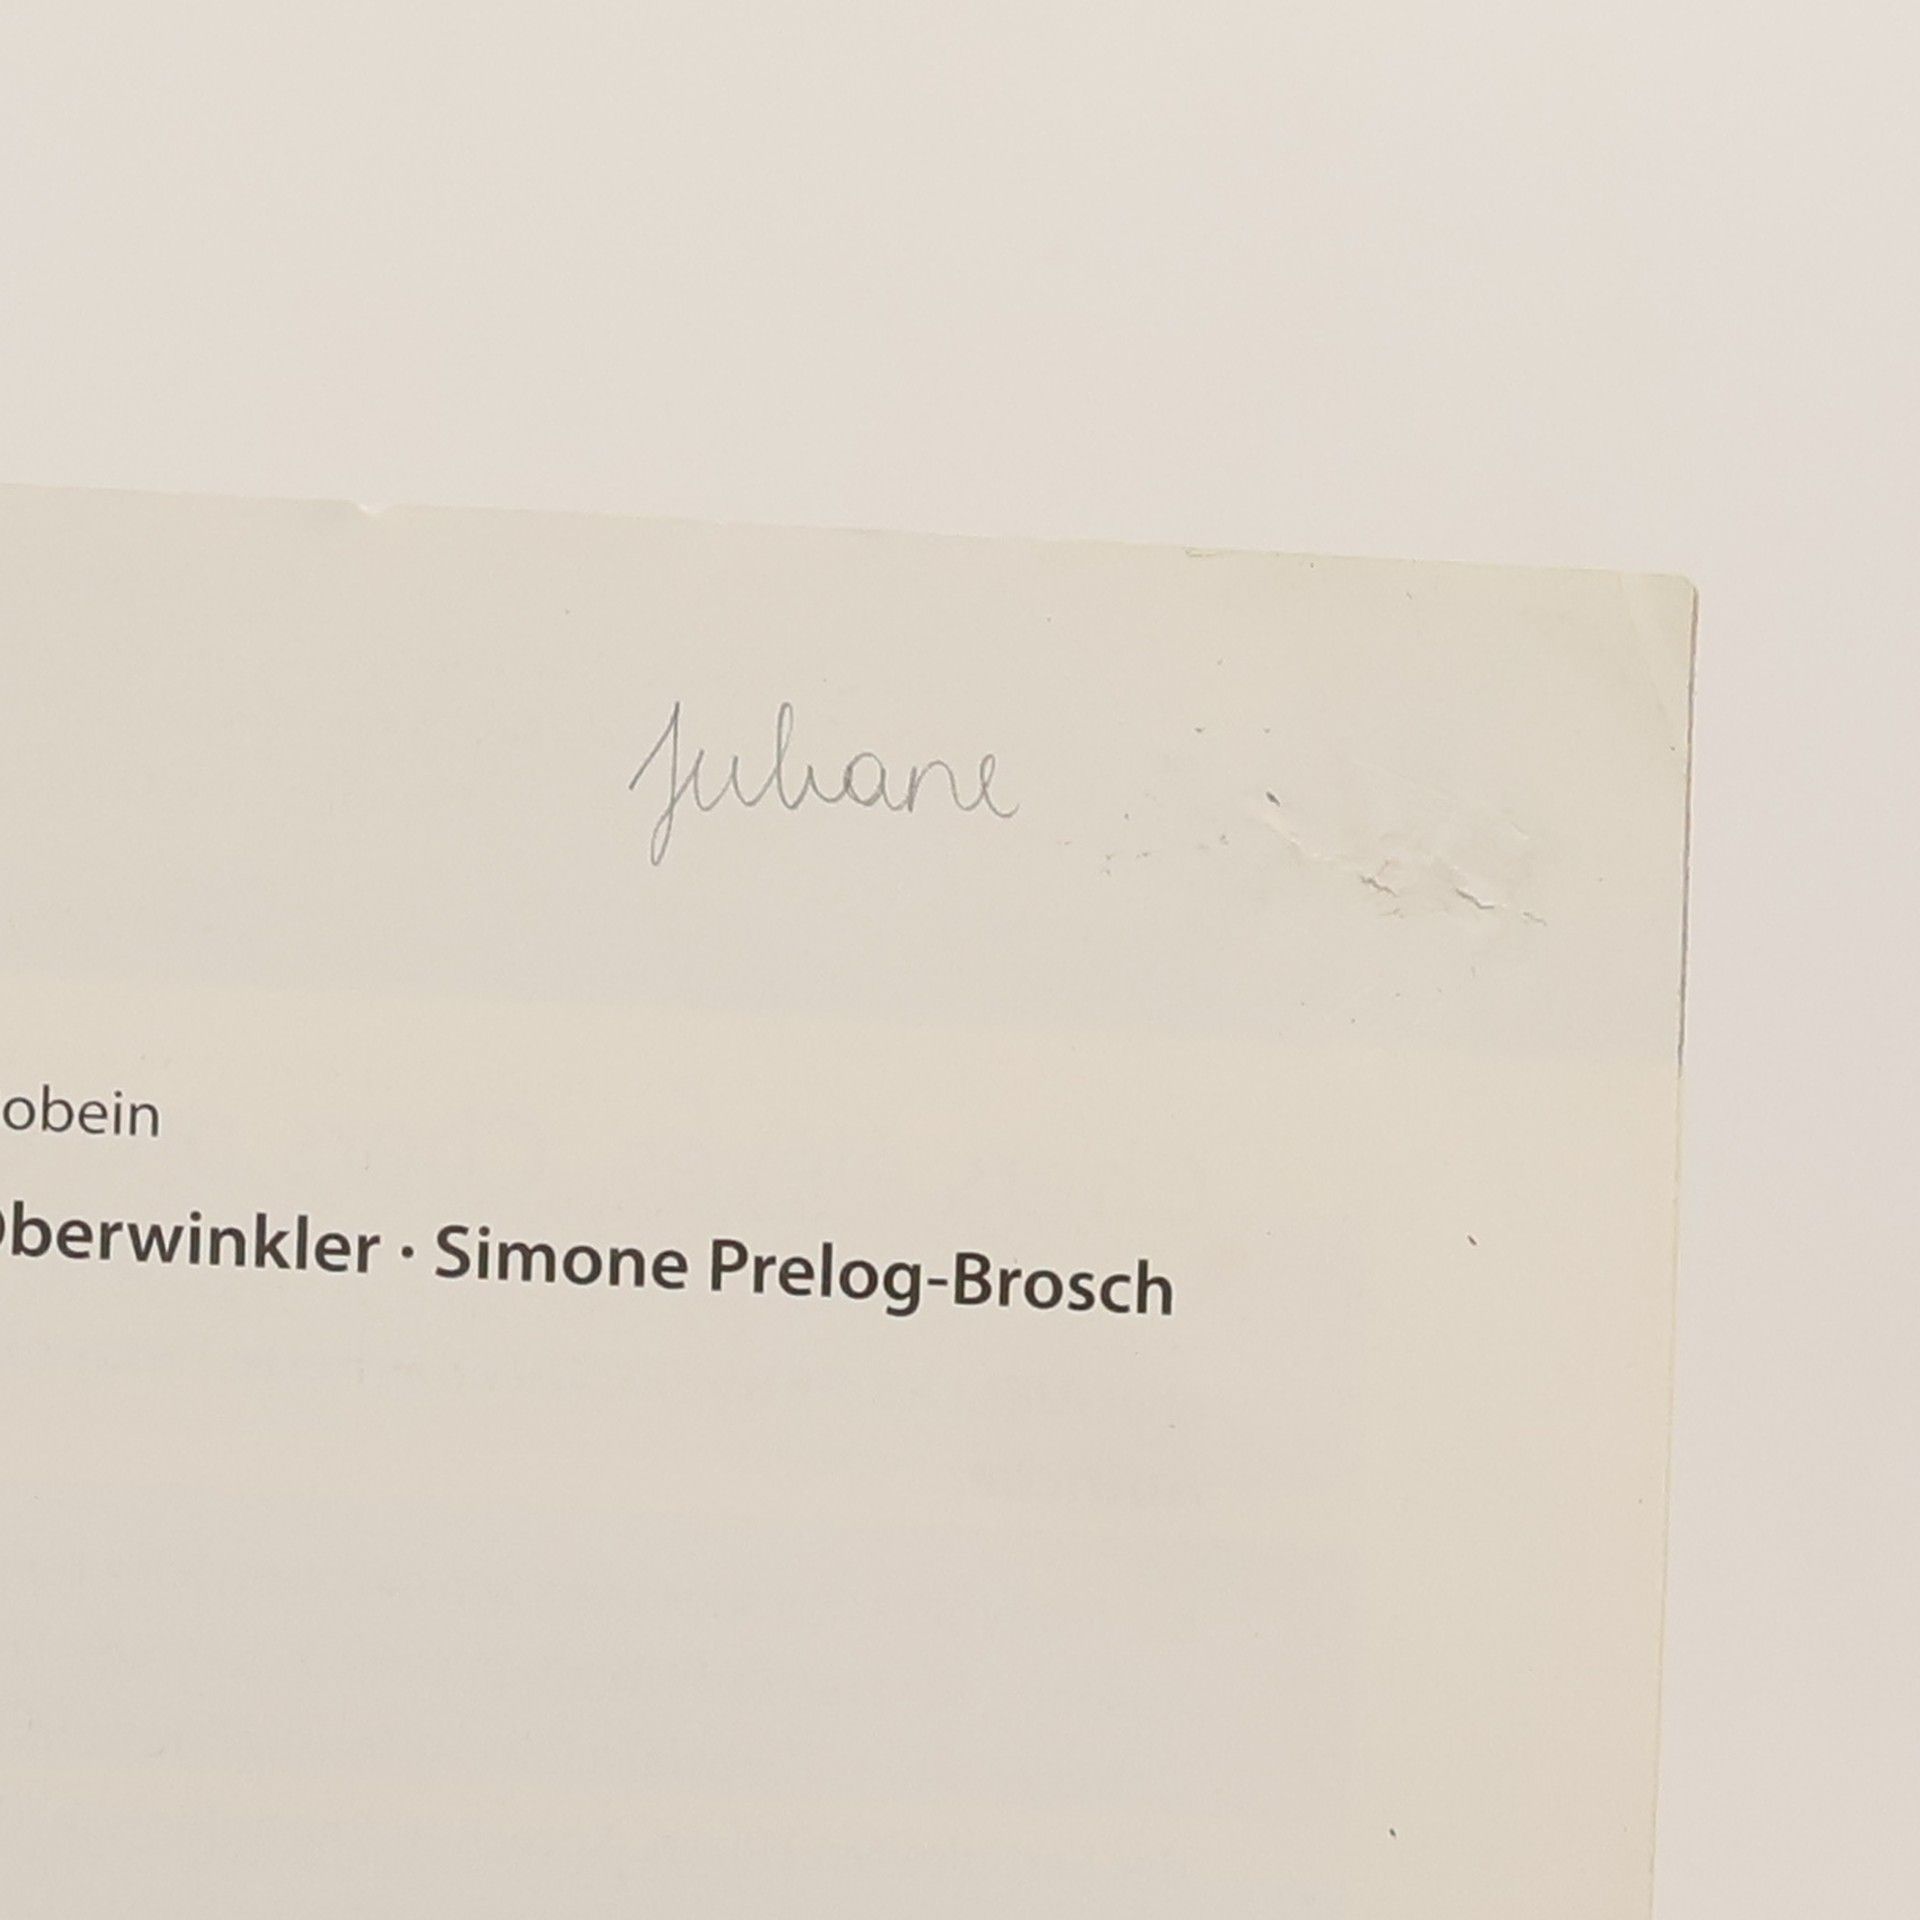 Juliane
obein
Oberwinkler · Simone Prelog-Brosch